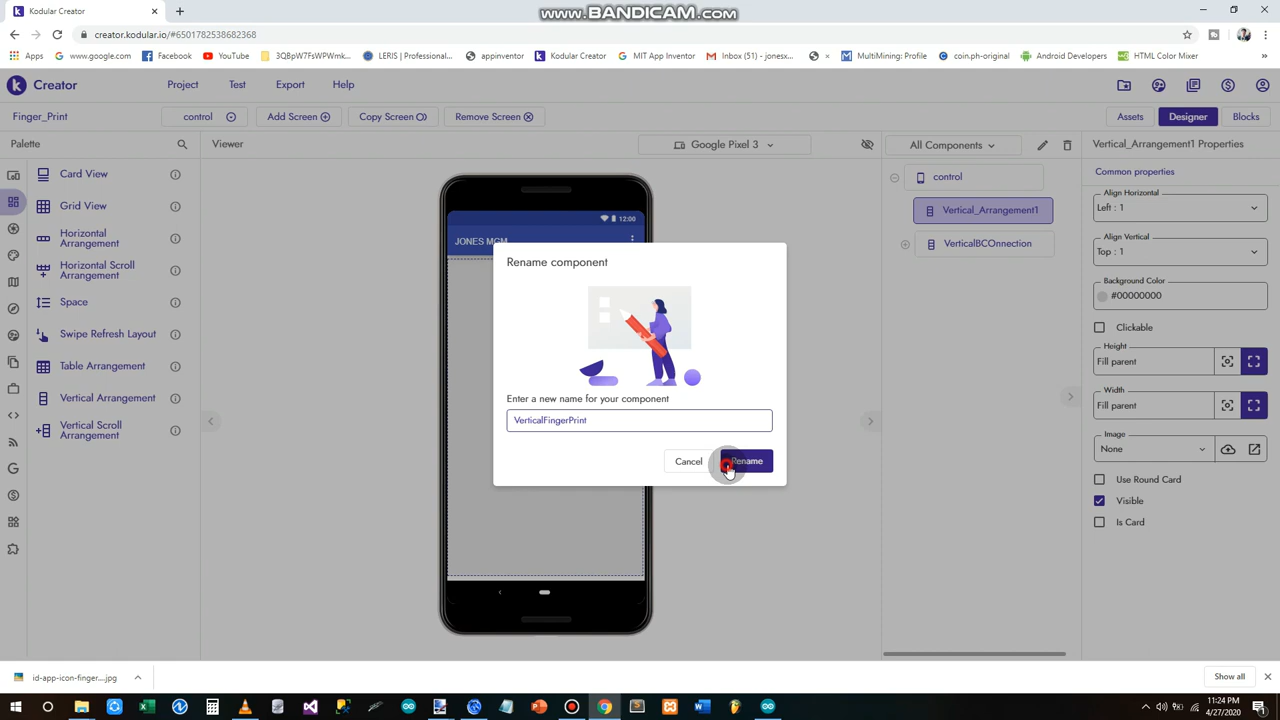 www.BANDICAM.com
Kodular Creator
creator.kodular.io/#6501782538682368
Apps
www.google.com
Facebook
YouTube
3QBpW7FsWPWmk...
LERIS | Professional...
appinventor
Kodular Creator
MIT App Inventor
Inbox (51) - jonesx...
MultiMining: Profile
coin.ph-original
Android Developers
HTML Color Mixer
»
Creator
Project
Test
Export
Help
Finger_Print
control
Add Screen
Copy Screen
Remove Screen
Assets
Designer
Blocks
Palette
Viewer
Google Pixel 3
All Components
Vertical_Arrangement1 Properties
Card View
Grid View
Horizontal
Arrangement
Horizontal Scroll
Arrangement
Space
Swipe Refresh Layout
Table Arrangement
Vertical Arrangement
Vertical Scroll
Arrangement
12:00
JONES MGM
Rename component
Enter a new name for your component
VerticalFingerPrint
Cancel
Rename
control
Vertical_Arrangement1
VerticalBCOnnection
Common properties
Align Horizontal
Left : 1
Align Vertical
Top : 1
Background Color
#00000000
Clickable
Height
Fill parent
Width
Fill parent
Image
None
Use Round Card
Visible
Is Card
id-app-icon-finger....jpg
Show all
11:24 PM
4/27/2020